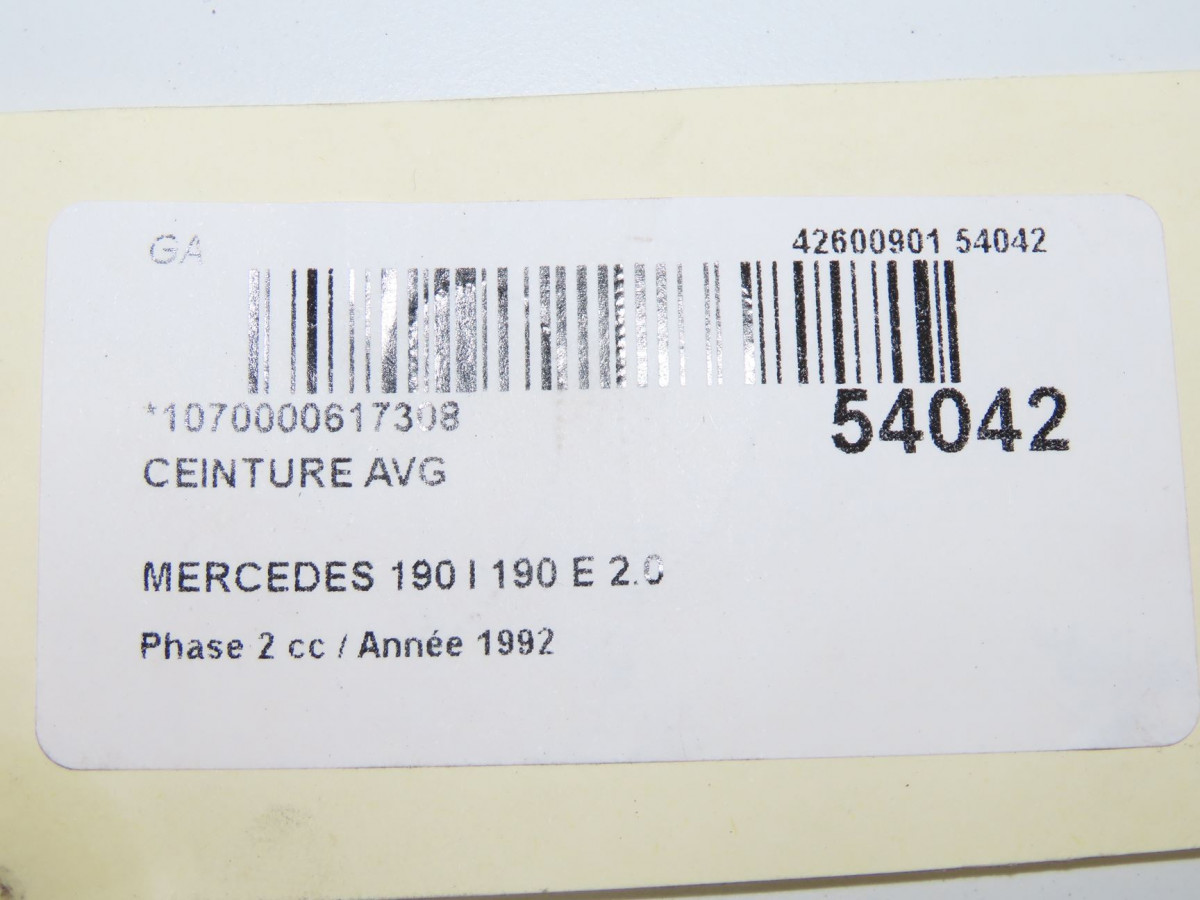 GA
42600901 54042
*1070000617308
54042
CEINTURE AVG
MERCEDES 190 I 190 E 2.0
Phase 2 cc / Année 1992